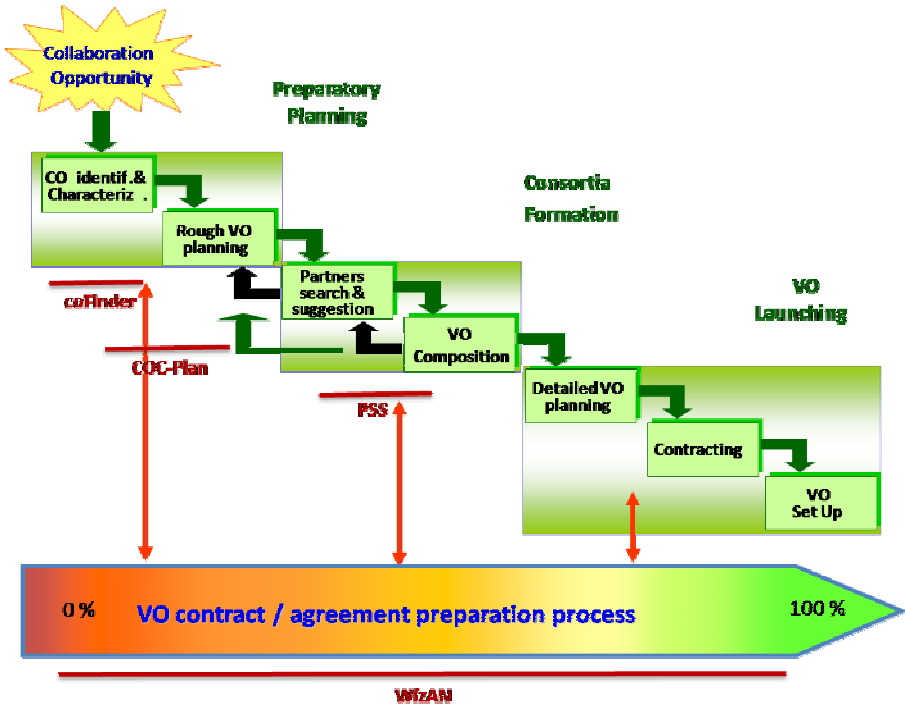 Collaboration
Opportunity
Preparatory
Planning
CO identif.&
Characteriz .
Consortia
Formation
Rough VO
planning
Partners
search &
suggestion
VO
Launching
coFinder
VO
Composition
COC-Plan
Detailed VO
planning
PSS
Contracting
VO
Set Up
0 %
VO contract / agreement preparation process
100 %
WizAN